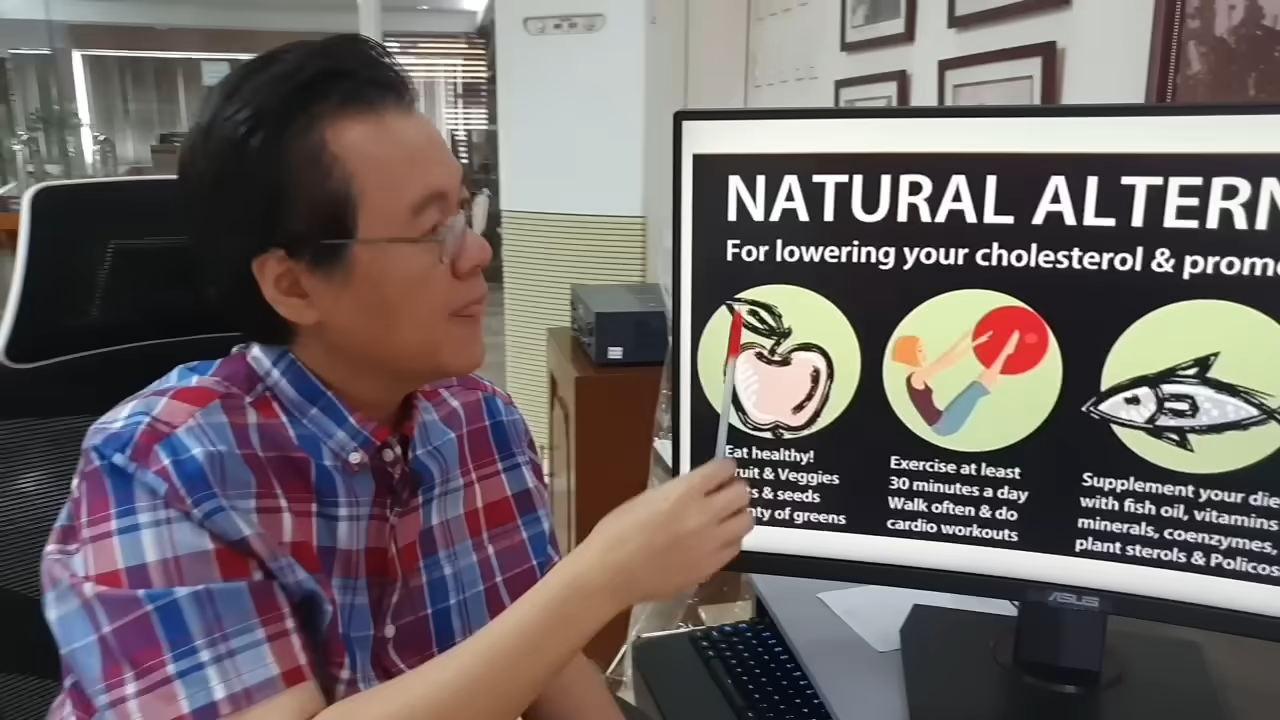 NATURAL ALTERN
For lowering your cholesterol & prom
Eat healthy!
ruit & Veggies
ts & seeds
nty of greens
Exercise at least
30 minutes a day
Walk often & do
cardio workouts
Supplement your die
with fish oil, vitamins
minerals, coenzymes,
plant sterols & Policos
ASUS